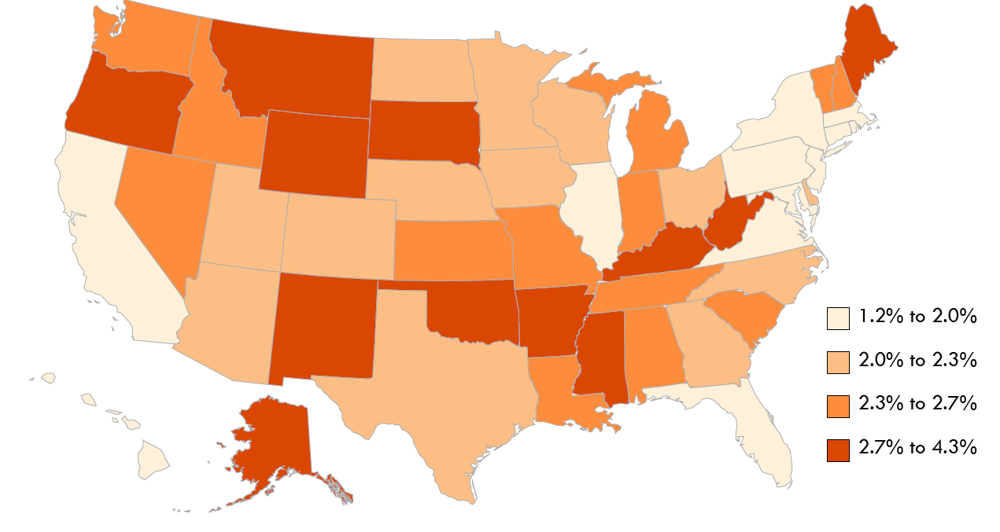 1.2% to 2.0%
2.0% to 2.3%
2.3% to 2.7%
2.7% to 4.3%